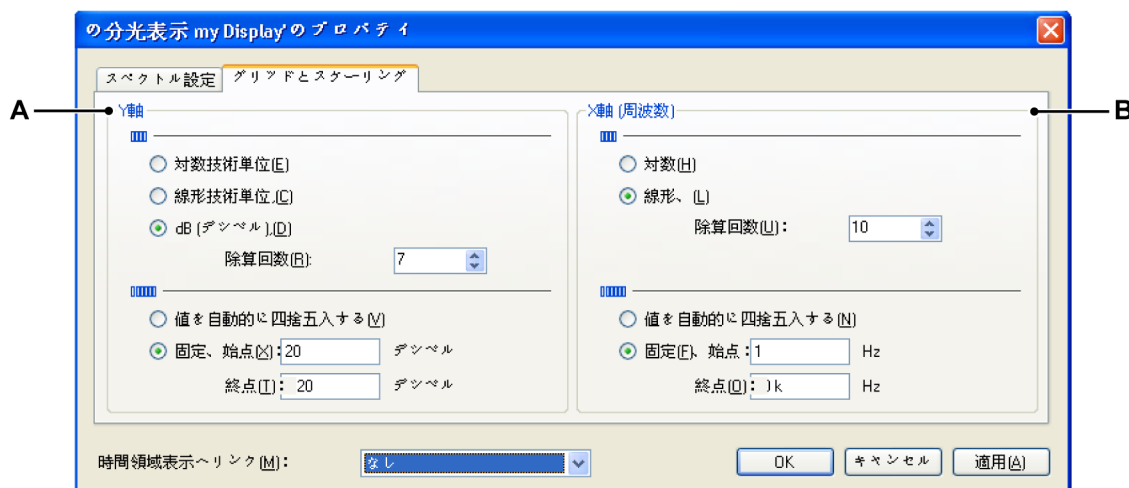 の分光表示 my Display'のプロパティ
スペクトル設定 グリッドとスケーリング
A
Y軸
対数技術単位(E)
線形技術単位,(C)
dB (デシベル),(D)
除算回数(R): 7
値を自動的に四捨五入する(V)
固定、始点(X): 20 デシベル
終点(T): 20 デシベル
B
X軸 (周波数)
対数(H)
線形、(L)
除算回数(U): 10
値を自動的に四捨五入する(N)
固定(F)、始点: 1 Hz
終点(O): Hz
時間領域表示へリンク(M): なし
OK キャンセル 適用(A)